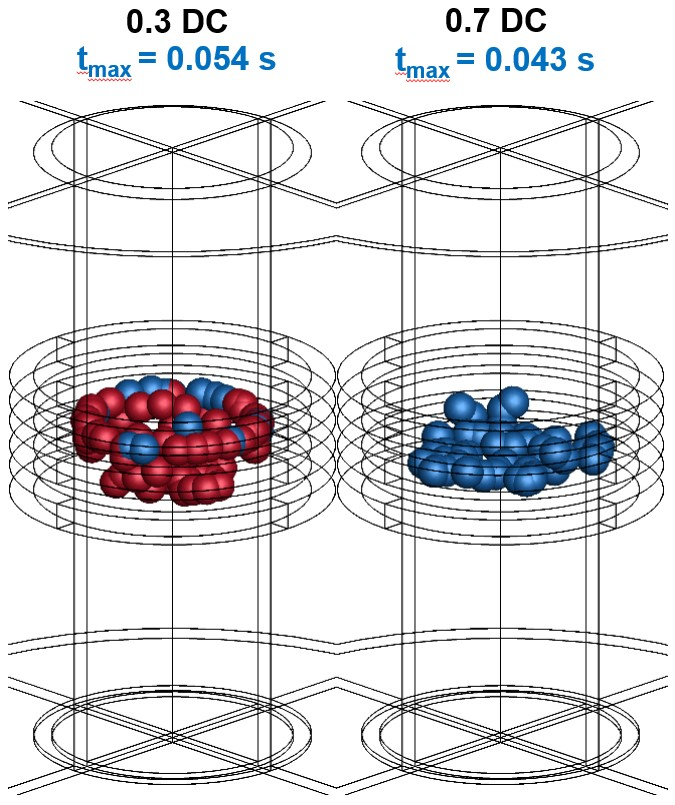 0.3 DC
tmax = 0.054 s
0.7 DC
tmax = 0.043 s